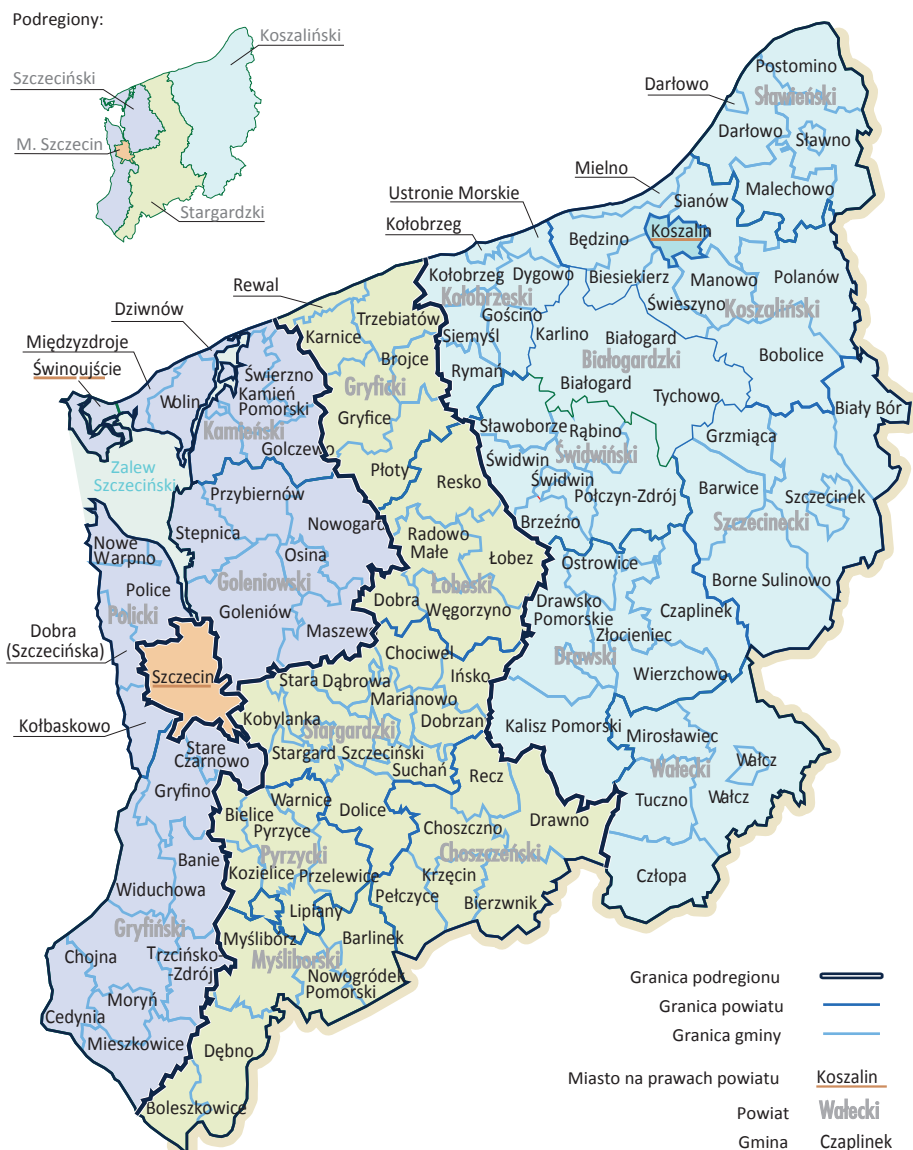 Podregiony:
Koszaliński
Szczeciński
M. Szczecin
Stargardzki
Postomino
Darłowo
Sławieński
Darłowo
Sławno
Mielno
Malechowo
Ustronie Morskie
Sianów
Kołobrzeg
Będzino
Koszalin
Kołobrzeg
Dygowo
Biesiekierz
Manowo
Polanów
Rewal
Kołobrzeski
Świeszyno
Koszaliński
Dziwnów
Trzebiatów
Gościno
Karnice
Siemyśl
Karlino
Białogard
Międzyzdroje
Brojce
Białogardzki
Bobolice
Świnoujście
Świerzno
Gryficki
Ryman
Białogard
Tychowo
Wolin
Kamień
Pomorski
Gryfice
Biały Bór
Kamieński
Sławoborze
Rąbino
Grzmiąca
Golczewo
Świdwin
Świdwiński
Zalew
Szczeciński
Płoty
Resko
Świdwin
Barwice
Szczecinek
Przybiernów
Połczyn-Zdrój
Szczecinecki
Stepnica
Nowogard
Brzeźno
Nowe
Warpno
Osina
Radowo
Małe
Łobez
Ostrowice
Goleniowski
Łobeski
Borne Sulinowo
Police
Dobra
Węgorzyno
Drawsko
Pomorskie
Czaplinek
Policki
Goleniów
Maszew
Złocieniec
Dobra
(Szczecińska)
Chociwel
Drawski
Wierzchowo
Szczecin
Stara Dąbrowa
Ińsko
Marianowo
Kołbaskowo
Kobylanka
Stargardzki
Dobrzan
Kalisz Pomorski
Mirosławiec
Stare
Czarnowo
Stargard Szczeciński
Suchań
Recz
Wałecki
Wałcz
Gryfino
Warnice
Dolice
Tuczno
Wałcz
Bielice
Pyrzyce
Choszczno
Drawno
Banie
Pyrzycki
Choszczeński
Kozielice
Przelewice
Krzęcin
Człopa
Widuchowa
Pełczyce
Bierzwnik
Lipiany
Gryfiński
Myślibórz
Barlinek
Chojna
Trzcińsko-
-Zdrój
Myśliborski
Nowogródek
Pomorski
Moryń
Cedynia
Mieszkowice
Dębno
Boleszkowice
Granica podregionu
Granica powiatu
Granica gminy
Miasto na prawach powiatu Koszalin
Powiat Wałecki
Gmina Czaplinek